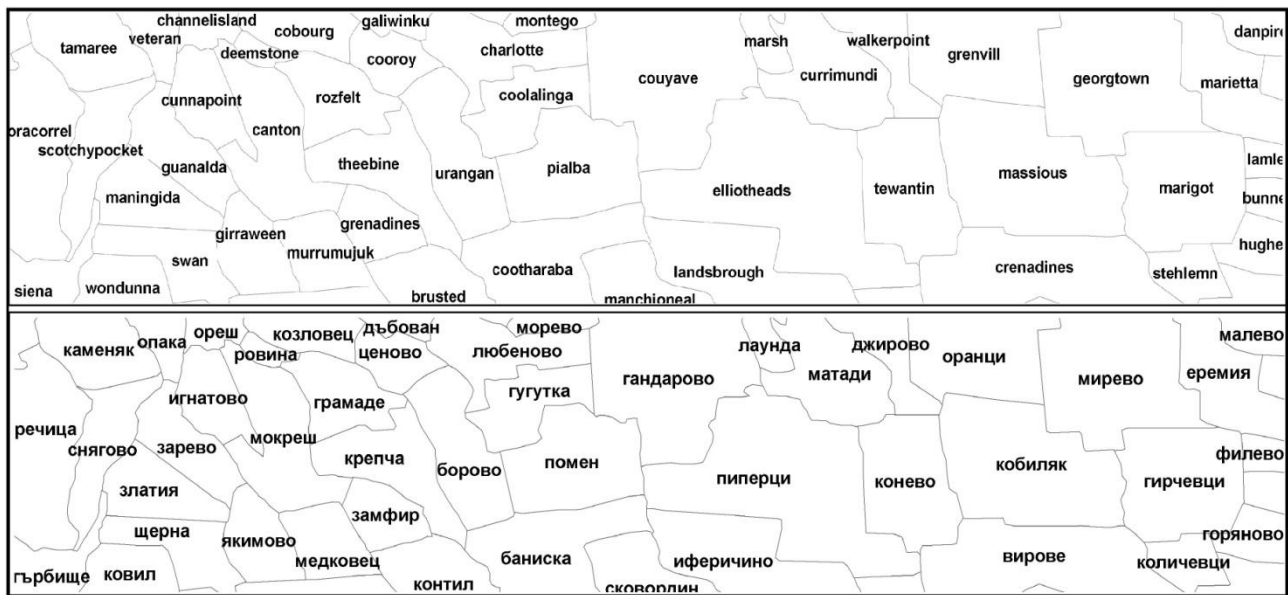 channelisland galiwinku montego
veteran cobourg danpire
tamaree deemstone charlotte marsh walkerpoint grenvill
cooroy couyave currimundi georgtown marietta
cunnapoint rozfelt coolalinga
oracorrel canton
scotchypocket guanalda theebine urangan pialba massious lamle
maningida elliotheads tewantin marigot bunne
girraween grenadines hughe
swan murrumujuk cootharaba landsbrough crenadines stehlemn
siena wondunna brusted manchioneal
опака ореш козловец дъбован морево малево
каменяк ровина ценово любеново лаунда джирово оранци
гандарово матади мирево еремия
игнатово грамаде гугутка
речица мокреш
снягово зарево крепча борово помен кобиляк филево
златия пиперци конево гирчевци
щерна замфир горяново
якимово медковец баниска иферичино вирове количевци
гърбище ковил контил сковордин